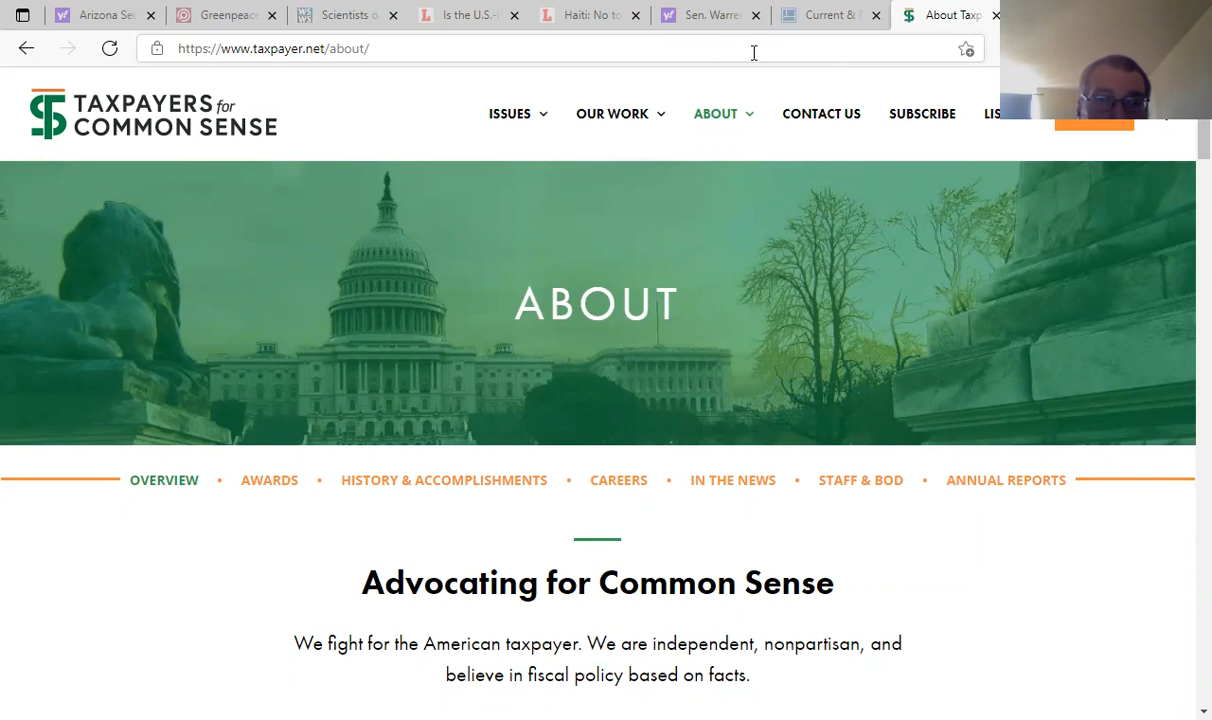 Arizona Sec
Greenpeace
Scientists d
Is the U.S.-
Haiti: No to
Sen. Warre
Current &
About Taxp
https://www.taxpayer.net/about/
TAXPAYERS for
COMMON SENSE
ISSUES
OUR WORK
ABOUT
CONTACT US
SUBSCRIBE
ABOUT
OVERVIEW • AWARDS • HISTORY & ACCOMPLISHMENTS • CAREERS • IN THE NEWS • STAFF & BOD • ANNUAL REPORTS
Advocating for Common Sense
We fight for the American taxpayer. We are independent, nonpartisan, and
believe in fiscal policy based on facts.